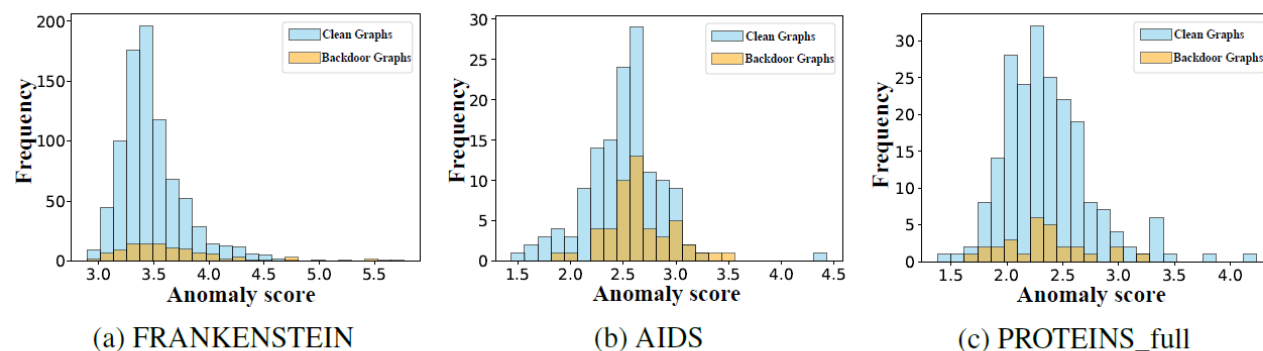 200
150
100
50
0
Frequency
Clean Graphs
Backdoor Graphs
3.0 3.5 4.0 4.5 5.0 5.5
Anomaly score
(a) FRANKENSTEIN
30
25
20
15
10
5
0
Frequency
Clean Graphs
Backdoor Graphs
1.5 2.0 2.5 3.0 3.5 4.0 4.5
Anomaly score
(b) AIDS
30
25
20
15
10
5
0
Frequency
Clean Graphs
Backdoor Graphs
1.5 2.0 2.5 3.0 3.5 4.0
Anomaly score
(c) PROTEINS_full